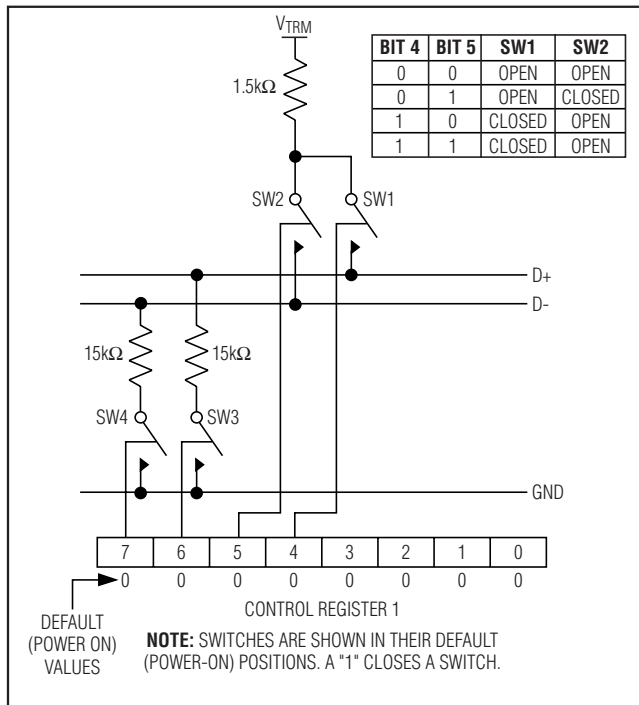 VTRM
BIT 4 BIT 5 SW1 SW2
0 0 OPEN OPEN
0 1 OPEN CLOSED
1 0 CLOSED OPEN
1 1 CLOSED OPEN
1.5kΩ
SW2 SW1
D+
D-
15kΩ 15kΩ
SW4 SW3
GND
7 6 5 4 3 2 1 0
0 0 0 0 0 0 0 0
CONTROL REGISTER 1
DEFAULT
(POWER ON)
VALUES
NOTE: SWITCHES ARE SHOWN IN THEIR DEFAULT
(POWER-ON) POSITIONS. A "1" CLOSES A SWITCH.